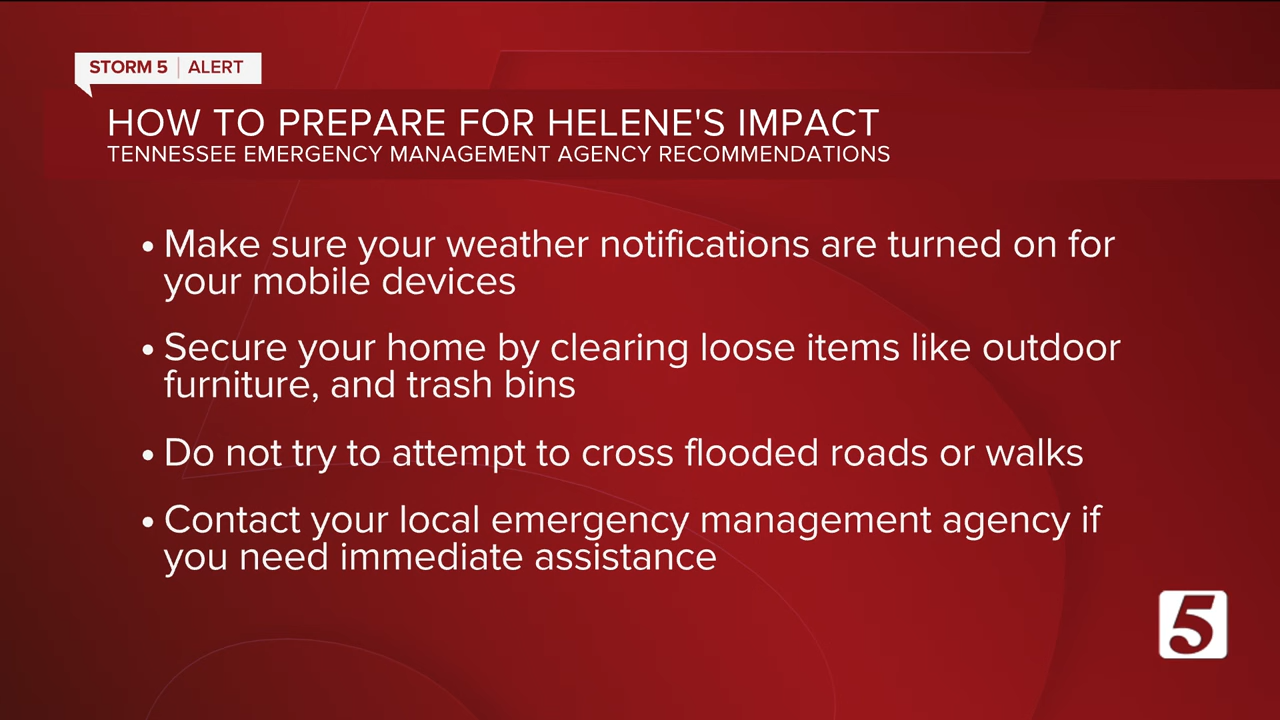 STORM 5 | ALERT
HOW TO PREPARE FOR HELENE'S IMPACT
TENNESSEE EMERGENCY MANAGEMENT AGENCY RECOMMENDATIONS
• Make sure your weather notifications are turned on for
your mobile devices
• Secure your home by clearing loose items like outdoor
furniture, and trash bins
• Do not try to attempt to cross flooded roads or walks
• Contact your local emergency management agency if
you need immediate assistance
5